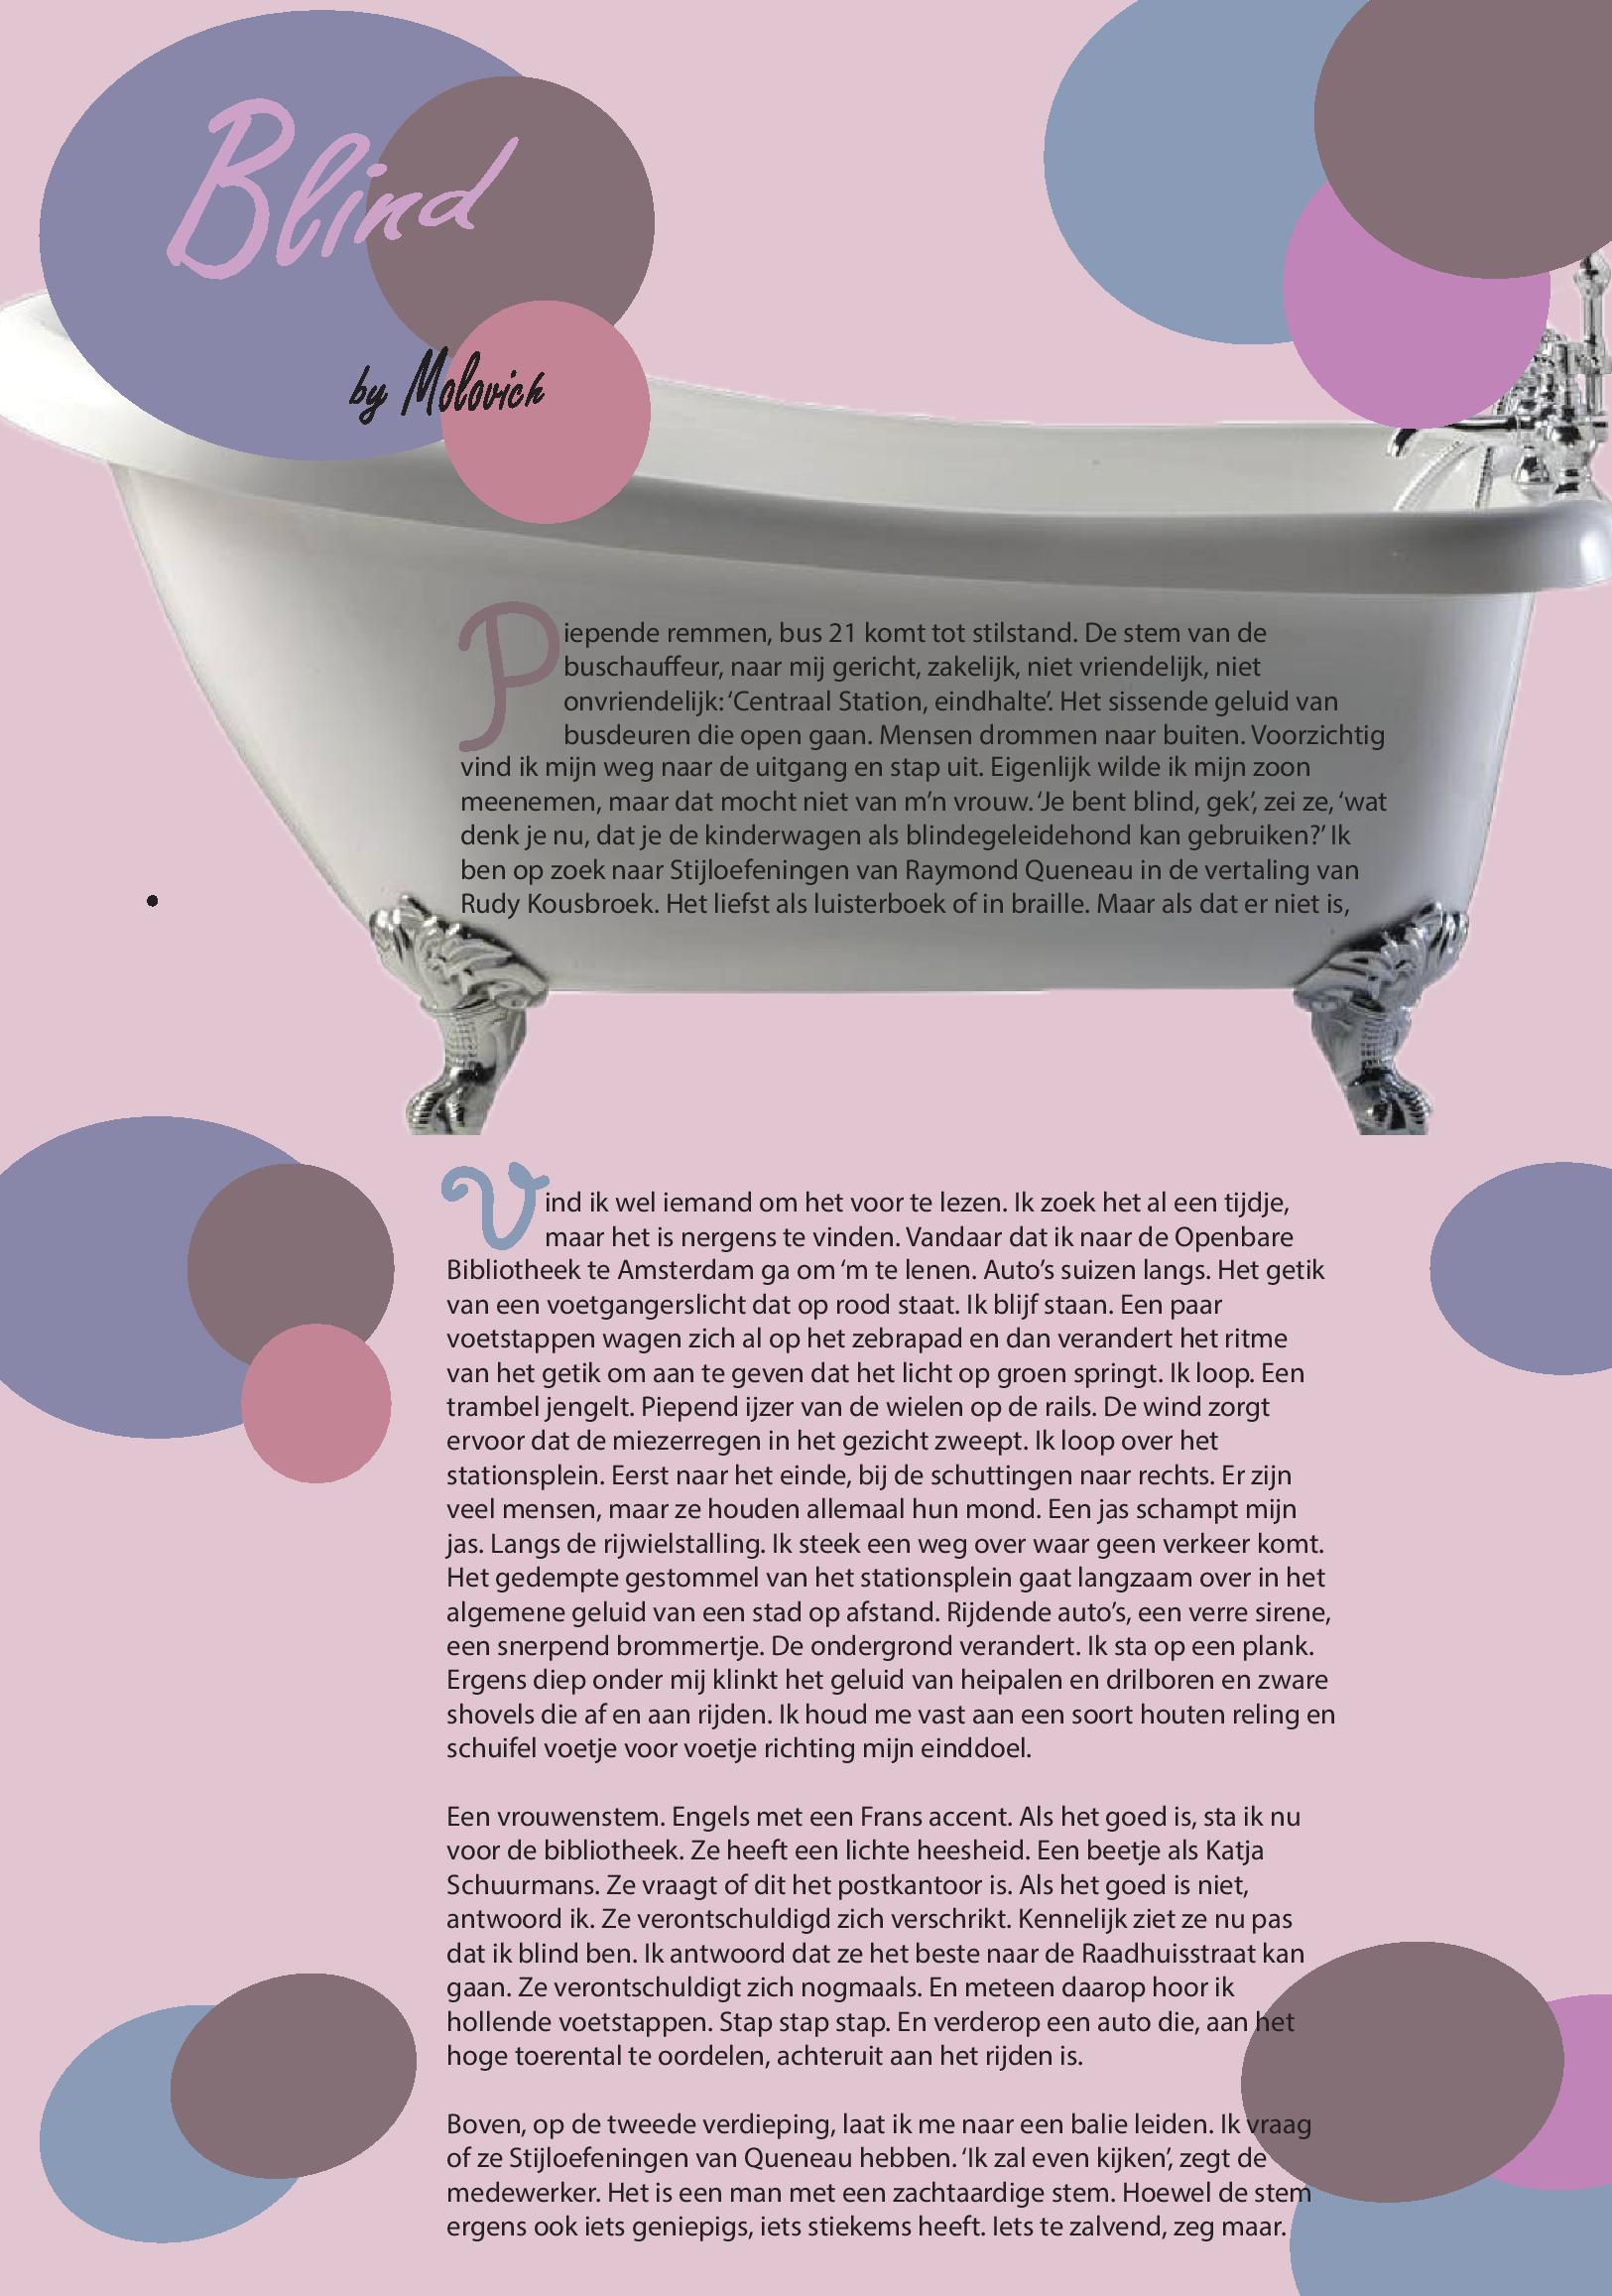 Blind
by Molovich
Piepende remmen, bus 21 komt tot stilstand. De stem van de
buschauffeur, naar mij gericht, zakelijk, niet vriendelijk, niet
onvriendelijk: ‘Centraal Station, eindhalte’. Het sissende geluid van
busdeuren die open gaan. Mensen drommen naar buiten. Voorzichtig
vind ik mijn weg naar de uitgang en stap uit. Eigenlijk wilde ik mijn zoon
meenemen, maar dat mocht niet van m’n vrouw. ‘Je bent blind, gek’, zei ze, ‘wat
denk je nu, dat je de kinderwagen als blindegeleidehond kan gebruiken?’ Ik
ben op zoek naar Stijloefeningen van Raymond Queneau in de vertaling van
Rudy Kousbroek. Het liefst als luisterboek of in braille. Maar als dat er niet is,
Vind ik wel iemand om het voor te lezen. Ik zoek het al een tijdje,
maar het is nergens te vinden. Vandaar dat ik naar de Openbare
Bibliotheek te Amsterdam ga om ‘m te lenen. Auto’s suizen langs. Het getik
van een voetgangerslicht dat op rood staat. Ik blijf staan. Een paar
voetstappen wagen zich al op het zebrapad en dan verandert het ritme
van het getik om aan te geven dat het licht op groen springt. Ik loop. Een
trambel jengelt. Piepend ijzer van de wielen op de rails. De wind zorgt
ervoor dat de miezerregen in het gezicht zweept. Ik loop over het
stationsplein. Eerst naar het einde, bij de schuttingen naar rechts. Er zijn
veel mensen, maar ze houden allemaal hun mond. Een jas schampt mijn
jas. Langs de rijwielstalling. Ik steek een weg over waar geen verkeer komt.
Het gedempte gestommel van het stationsplein gaat langzaam over in het
algemene geluid van een stad op afstand. Rijdende auto’s, een verre sirene,
een snerpend brommertje. De ondergrond verandert. Ik sta op een plank.
Ergens diep onder mij klinkt het geluid van heipalen en drilboren en zware
shovels die af en aan rijden. Ik houd me vast aan een soort houten reling en
schuifel voetje voor voetje richting mijn einddoel.
Een vrouwenstem. Engels met een Frans accent. Als het goed is, sta ik nu
voor de bibliotheek. Ze heeft een lichte heesheid. Een beetje als Katja
Schuurmans. Ze vraagt of dit het postkantoor is. Als het goed is niet,
antwoord ik. Ze verontschuldigd zich verschrikt. Kennelijk ziet ze nu pas
dat ik blind ben. Ik antwoord dat ze het beste naar de Raadhuisstraat kan
gaan. Ze verontschuldigt zich nogmaals. En meteen daarop hoor ik
hollende voetstappen. Stap stap stap. En verderop een auto die, aan het
hoge toerental te oordelen, achteruit aan het rijden is.
Boven, op de tweede verdieping, laat ik me naar een balie leiden. Ik vraag
of ze Stijloefeningen van Queneau hebben. ‘Ik zal even kijken’, zegt de
medewerker. Het is een man met een zachtaardige stem. Hoewel de stem
ergens ook iets geniepigs, iets stiekems heeft. Iets te zalvend, zeg maar.